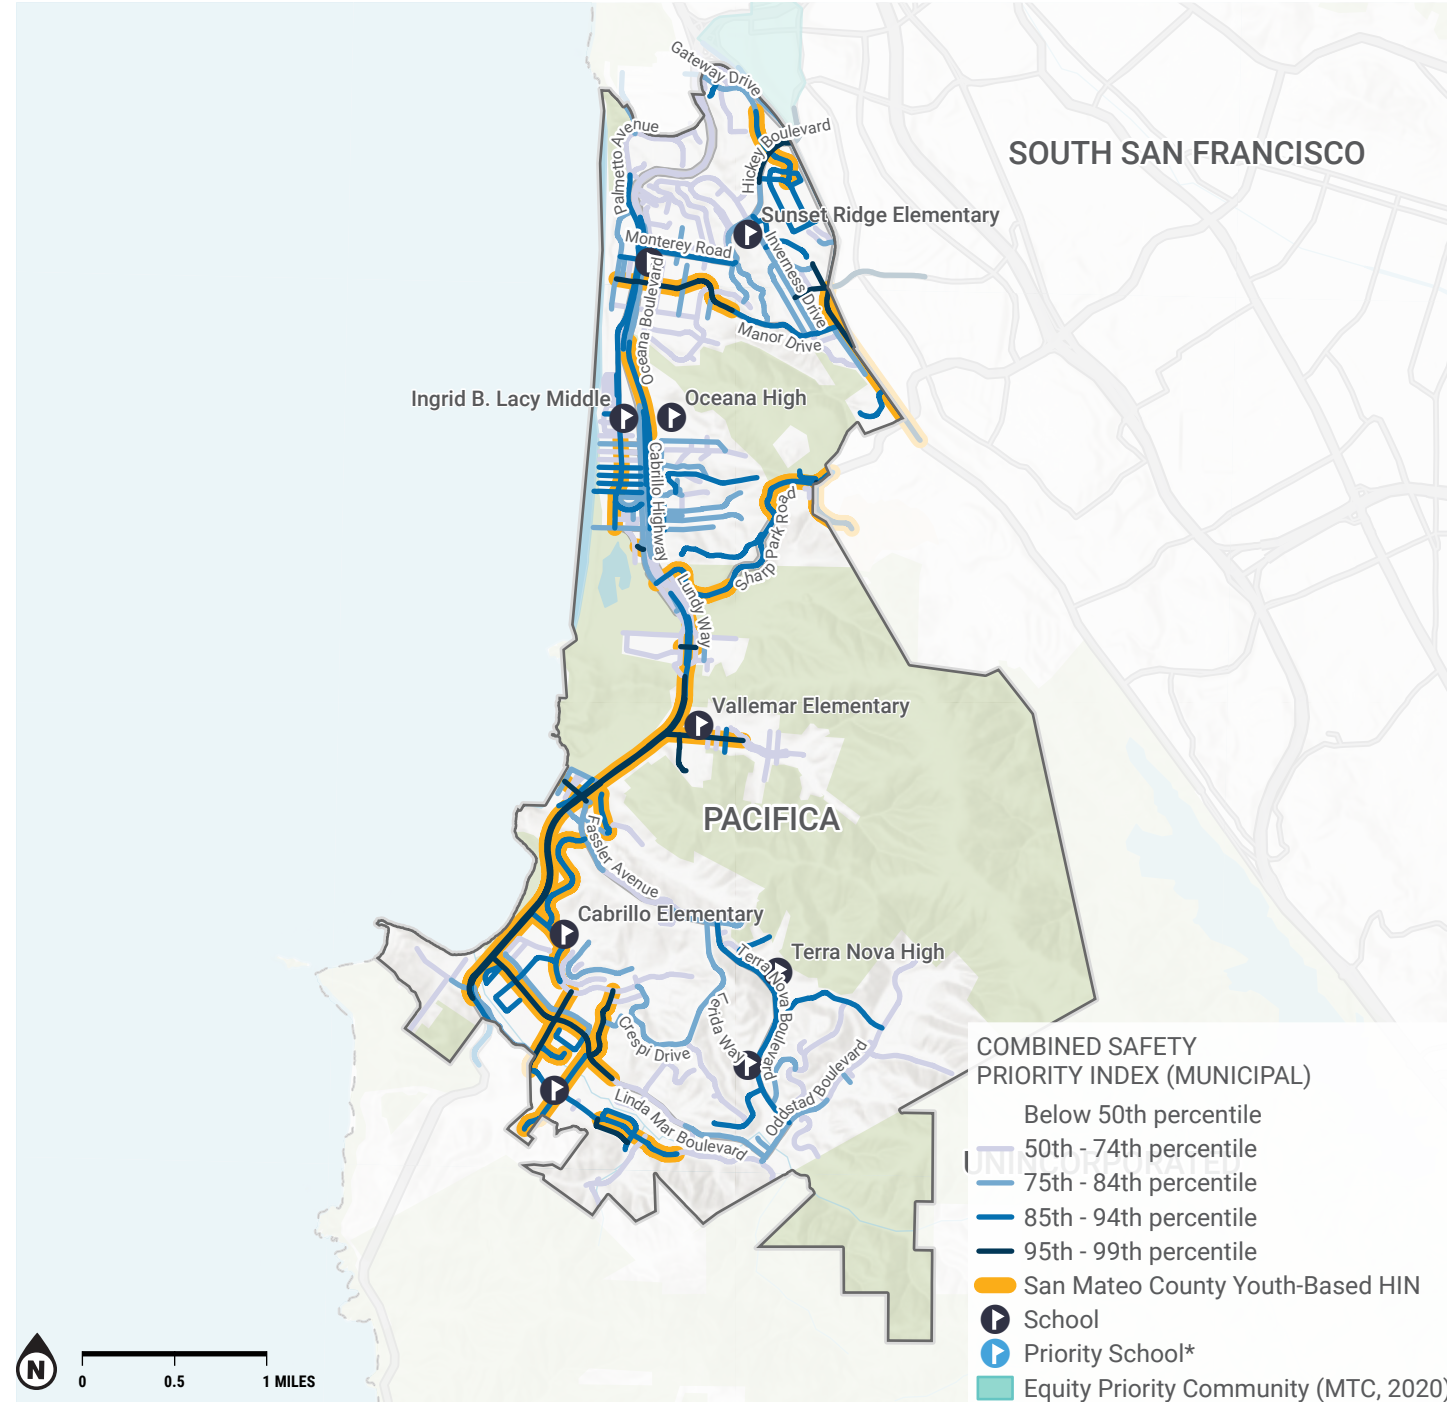 Gateway Drive
Palmetto Avenue
Hickey Boulevard
SOUTH SAN FRANCISCO
Sunset Ridge Elementary
Monterey Road
Inverness Drive
Oceana Boulevard
Manor Drive
Ingrid B. Lacy Middle
Oceana High
Cabrillo Highway
Sharp Park Road
Lundy Way
Vallemar Elementary
PACIFICA
Fassler Avenue
Cabrillo Elementary
Terra Nova High
Terra Nova Boulevard
Lerida Way
Crespi Drive
Oddstad Boulevard
Linda Mar Boulevard
UNINCORPORATED
COMBINED SAFETY
PRIORITY INDEX (MUNICIPAL)
Below 50th percentile
50th - 74th percentile
75th - 84th percentile
85th - 94th percentile
95th - 99th percentile
San Mateo County Youth-Based HIN
School
Priority School*
Equity Priority Community (MTC, 2020)
N
0 0.5 1 MILES